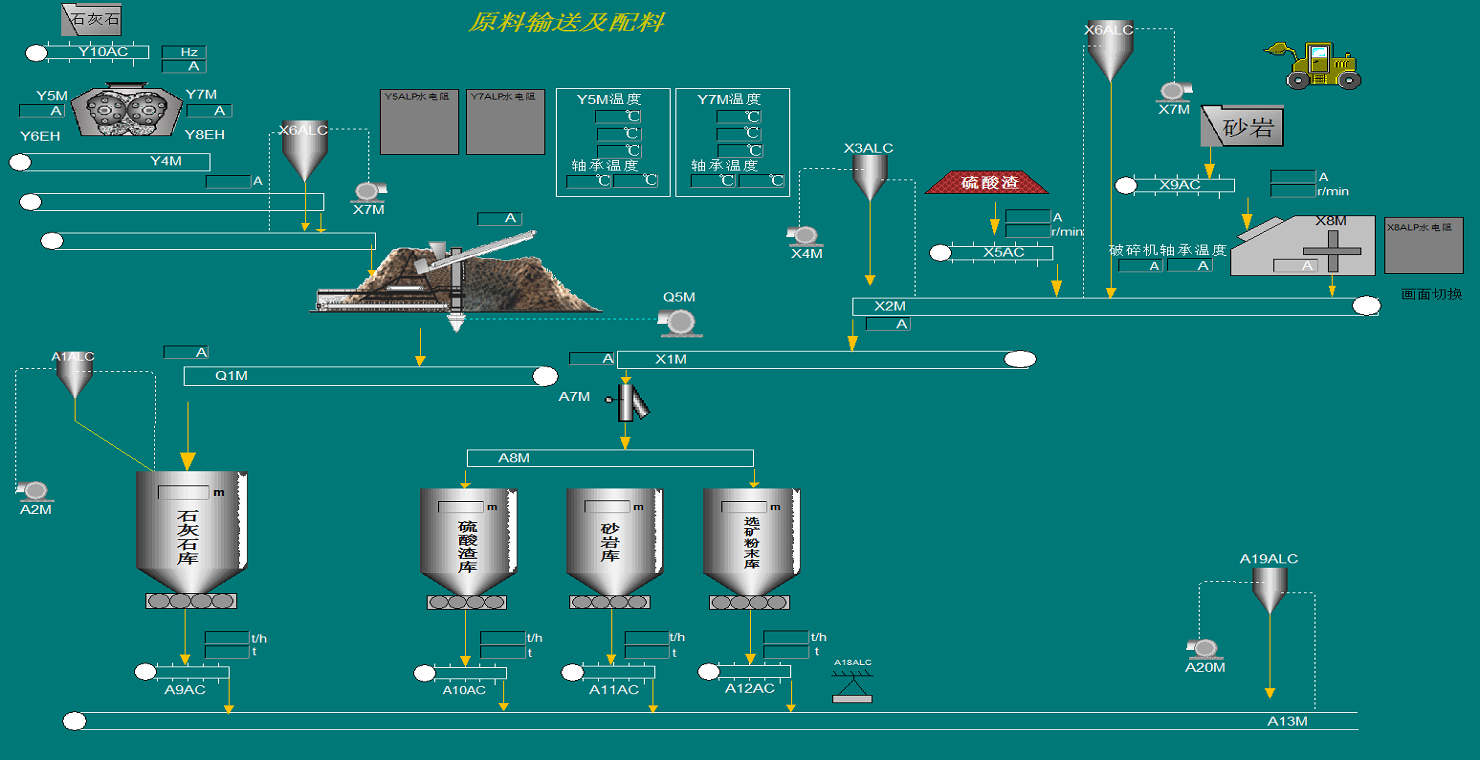 原料输送及配料
石灰石
Y10AC
Hz
A
Y5M
A
Y7M
A
Y6EH
Y8EH
Y4M
A
X6ALC
X7M
Y5ALP水电阻
Y7ALP水电阻
Y5M温度
℃
℃
℃
轴承温度
℃ ℃
Y7M温度
℃
℃
℃
轴承温度
℃ ℃
A
X3ALC
X4M
硫酸渣
A
r/min
X5AC
X6ALC
X7M
砂岩
X9AC
A
r/min
X8M
A
X8ALP水电阻
破碎机轴承温度
A A
画面切换
X2M
A
Q5M
A
X1M
A7M
A8M
A
Q1M
A1ALC
A2M
m
石灰石库
m
硫酸渣库
m
砂岩库
m
选矿粉末库
t/h
t
A9AC
t/h
t
A10AC
t/h
t
A11AC
t/h
t
A12AC
A18ALC
A19ALC
A20M
A13M